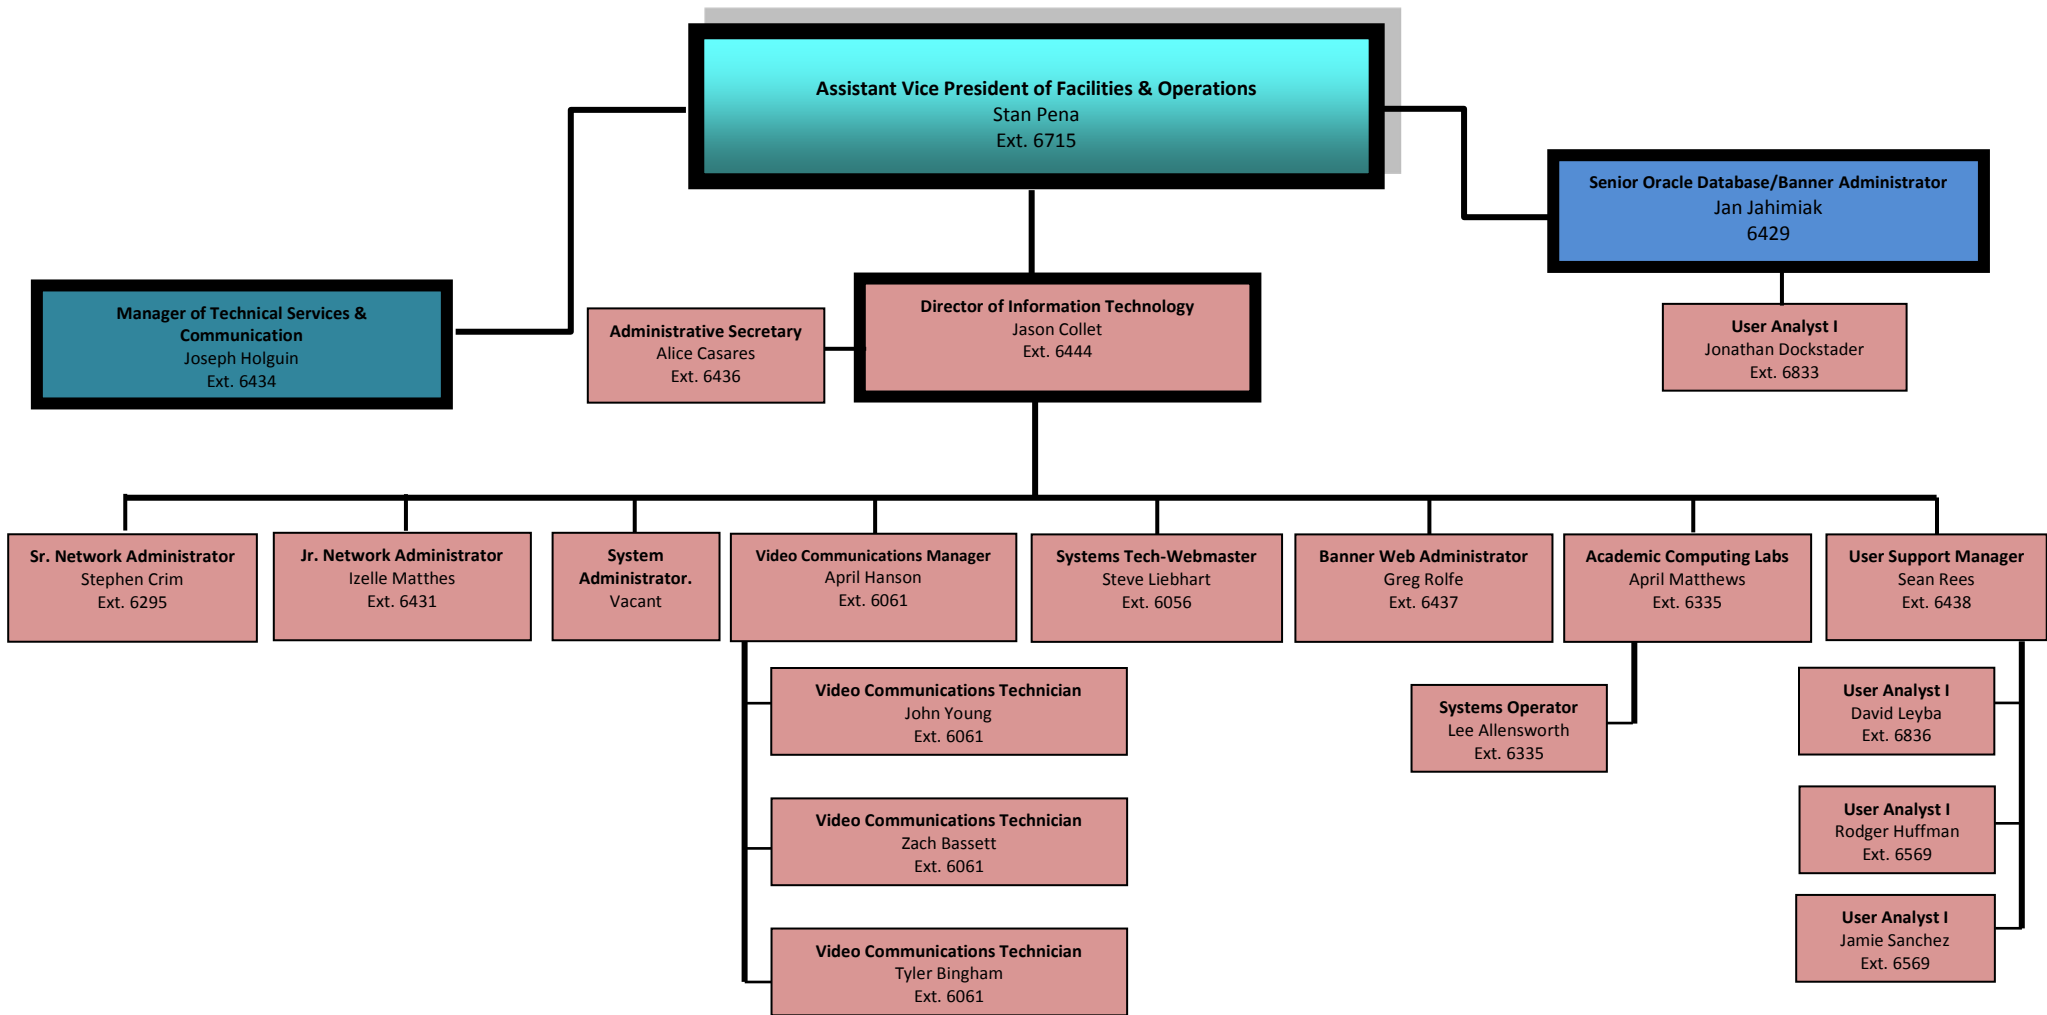 Assistant Vice President of Facilities & Operations
Stan Pena
Ext. 6715
Senior Oracle Database/Banner Administrator
Jan Jahimiak
6429
Manager of Technical Services &
Communication
Joseph Holguin
Ext. 6434
Administrative Secretary
Alice Casares
Ext. 6436
Director of Information Technology
Jason Collet
Ext. 6444
User Analyst I
Jonathan Dockstader
Ext. 6833
Sr. Network Administrator
Stephen Crim
Ext. 6295
Jr. Network Administrator
Izelle Matthes
Ext. 6431
System
Administrator.
Vacant
Video Communications Manager
April Hanson
Ext. 6061
Systems Tech-Webmaster
Steve Liebhart
Ext. 6056
Banner Web Administrator
Greg Rolfe
Ext. 6437
Academic Computing Labs
April Matthews
Ext. 6335
User Support Manager
Sean Rees
Ext. 6438
Video Communications Technician
John Young
Ext. 6061
Video Communications Technician
Zach Bassett
Ext. 6061
Video Communications Technician
Tyler Bingham
Ext. 6061
Systems Operator
Lee Allensworth
Ext. 6335
User Analyst I
David Leyba
Ext. 6836
User Analyst I
Rodger Huffman
Ext. 6569
User Analyst I
Jamie Sanchez
Ext. 6569